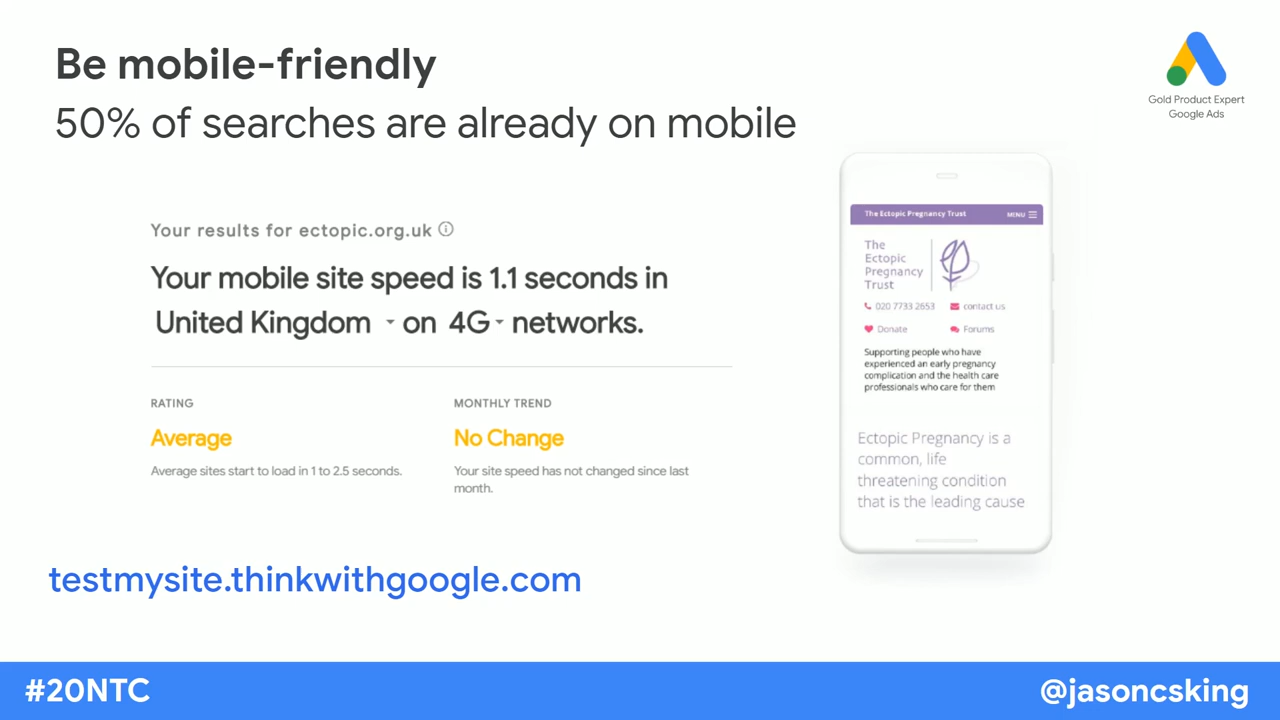 Be mobile-friendly
50% of searches are already on mobile
Gold Product Expert
Google Ads
Your results for ectopic.org.uk
Your mobile site speed is 1.1 seconds in
United Kingdom on 4G networks.
RATING
Average
Average sites start to load in 1 to 2.5 seconds.
MONTHLY TREND
No Change
Your site speed has not changed since last
month.
The Ectopic Pregnancy Trust MENU
The
Ectopic
Pregnancy
Trust
020 7733 2653 contact us
Donate Forums
Supporting people who have
experienced an early pregnancy
complication and the health care
professionals who care for them
Ectopic Pregnancy is a
common, life
threatening condition
that is the leading cause
testmysite.thinkwithgoogle.com
#20NTC
@jasoncsking